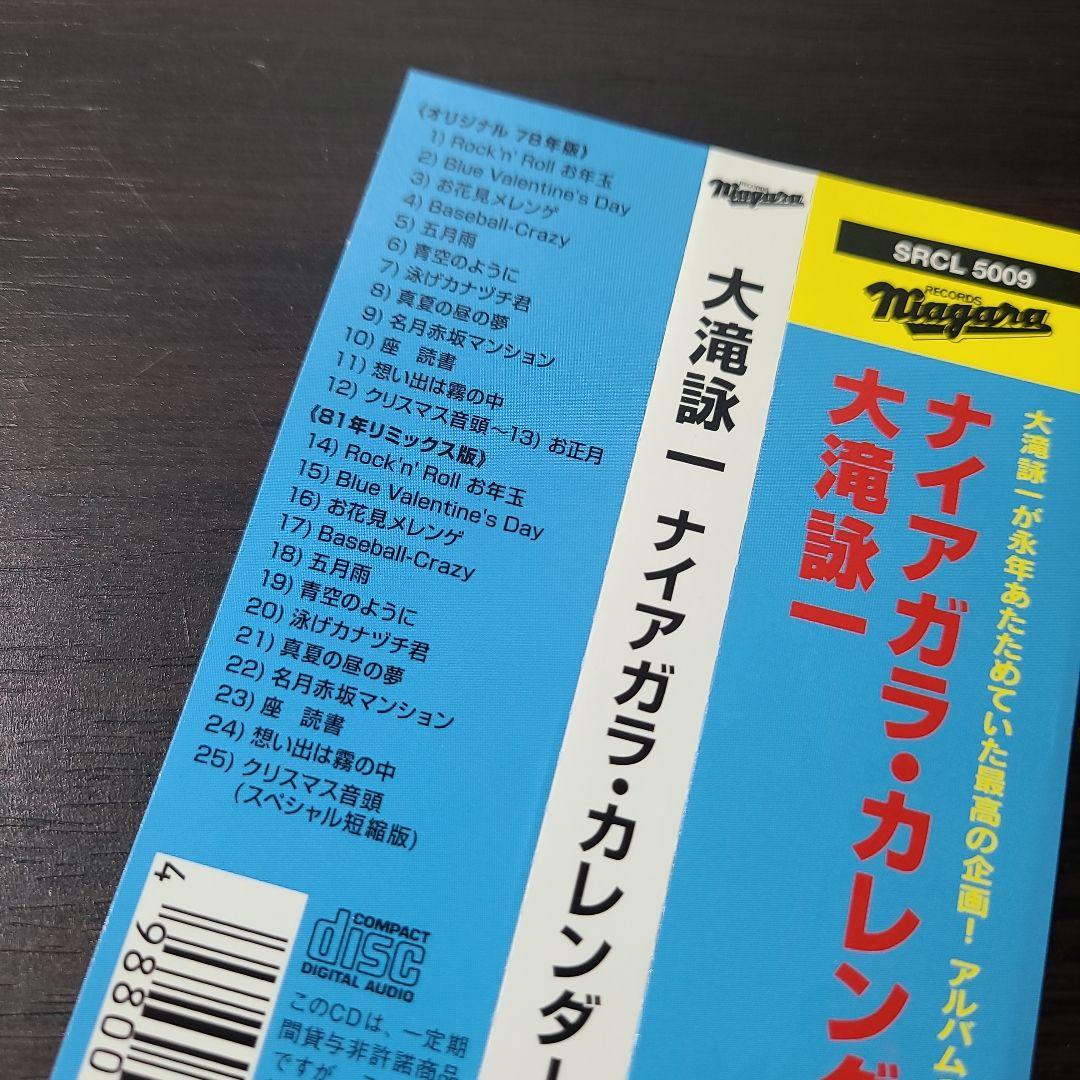 《オリジナル 78年版》
1) Rock'n' Roll お年玉
2) Blue Valentine's Day
3) お花見メレンゲ
4) Baseball-Crazy
5) 五月雨
6) 青空のように
7) 泳げカナヅチ君
8) 真夏の昼の夢
9) 名月赤坂マンション
10) 座 読書
11) 想い出は霧の中
12) クリスマス音頭〜13) お正月
《81年リミックス版》
14) Rock'n' Roll お年玉
15) Blue Valentine's Day
16) お花見メレンゲ
17) Baseball-Crazy
18) 五月雨
19) 青空のように
20) 泳げカナヅチ君
21) 真夏の昼の夢
22) 名月赤坂マンション
23) 座 読書
24) 想い出は霧の中
25) クリスマス音頭
(スペシャル短縮版)
4 98800
COMPACT
disc
DIGITAL AUDIO
このCDは、一定期
間貸与非許諾商品
ですが、
RECORDS
Niagara
大滝詠一 ナイアガラ・カレンダー
SRCL 5009
RECORDS
Niagara
大滝詠一が永年あたためていた最高の企画! アルバム
ナイアガラ・カレンダ
大滝詠一